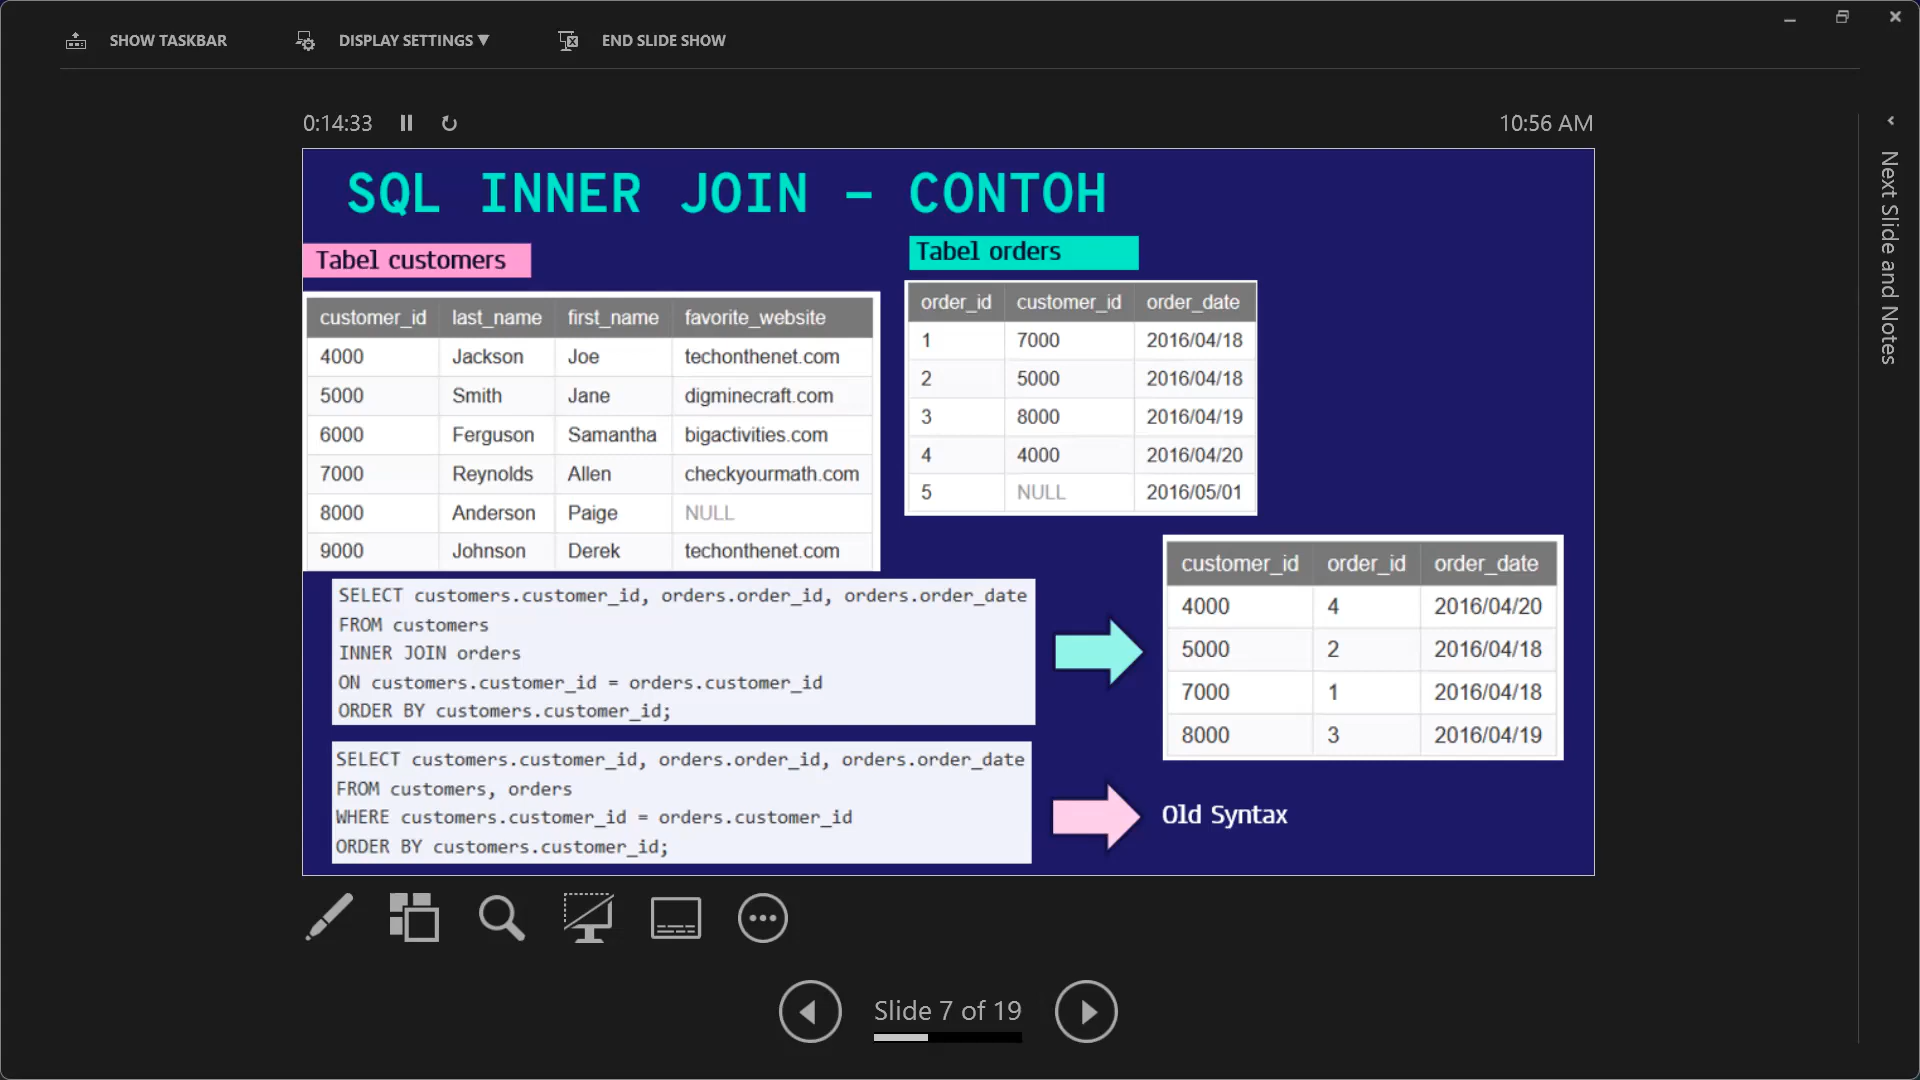 SHOW TASKBAR DISPLAY SETTINGS ▼ END SLIDE SHOW
0:14:33 10:56 AM
SQL INNER JOIN - CONTOH
Tabel customers
customer_id last_name first_name favorite_website
4000 Jackson Joe techonthenet.com
5000 Smith Jane digminecraft.com
6000 Ferguson Samantha bigactivities.com
7000 Reynolds Allen checkyourmath.com
8000 Anderson Paige NULL
9000 Johnson Derek techonthenet.com
Tabel orders
order_id customer_id order_date
1 7000 2016/04/18
2 5000 2016/04/18
3 8000 2016/04/19
4 4000 2016/04/20
5 NULL 2016/05/01
SELECT customers.customer_id, orders.order_id, orders.order_date
FROM customers
INNER JOIN orders
ON customers.customer_id = orders.customer_id
ORDER BY customers.customer_id;
customer_id order_id order_date
4000 4 2016/04/20
5000 2 2016/04/18
7000 1 2016/04/18
8000 3 2016/04/19
SELECT customers.customer_id, orders.order_id, orders.order_date
FROM customers, orders
WHERE customers.customer_id = orders.customer_id
ORDER BY customers.customer_id;
Old Syntax
Slide 7 of 19
Next Slide and Notes